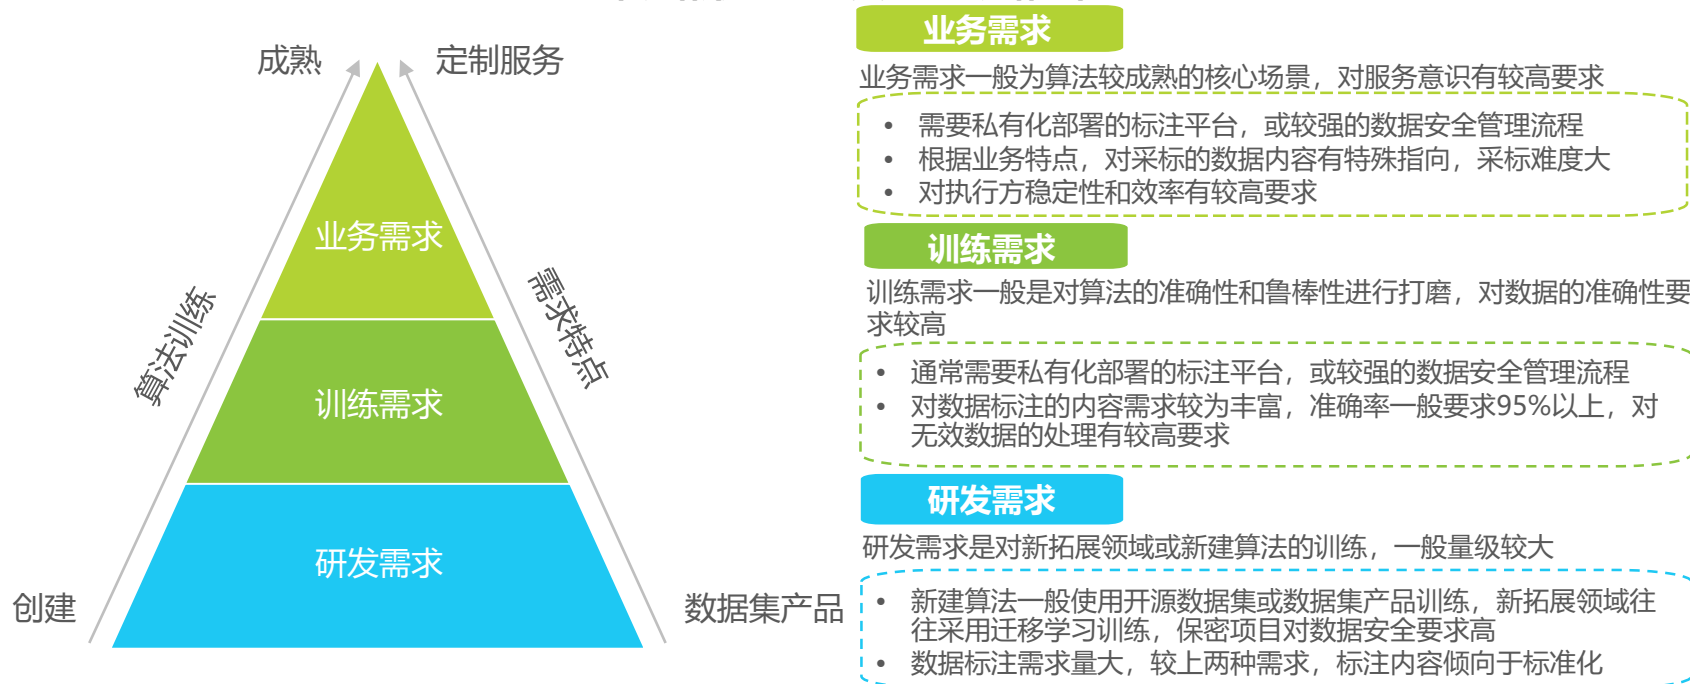 成熟
定制服务
业务需求
训练需求
研发需求
算法训练
需求特点
创建
数据集产品
业务需求
业务需求一般为算法较成熟的核心场景，对服务意识有较高要求
• 需要私有化部署的标注平台，或较强的数据安全管理流程
• 根据业务特点，对采标的数据内容有特殊指向，采标难度大
• 对执行方稳定性和效率有较高要求
训练需求
训练需求一般是对算法的准确性和鲁棒性进行打磨，对数据的准确性要
求较高
• 通常需要私有化部署的标注平台，或较强的数据安全管理流程
• 对数据标注的内容需求较为丰富，准确率一般要求95%以上，对
无效数据的处理有较高要求
研发需求
研发需求是对新拓展领域或新建算法的训练，一般量级较大
• 新建算法一般使用开源数据集或数据集产品训练，新拓展领域往
往采用迁移学习训练，保密项目对数据安全要求高
• 数据标注需求量大，较上两种需求，标注内容倾向于标准化